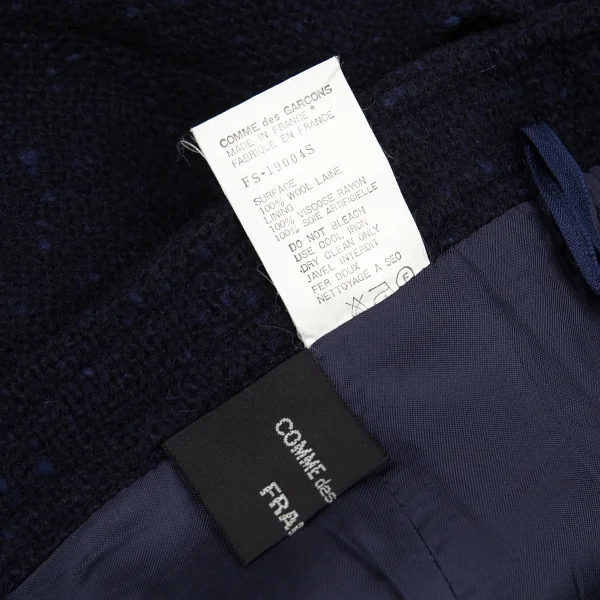 COMME des GARCONS
MADE IN FRANCE*
FABRIQUE EN FRANCE
FS-19004S
SURFACE
100% WOOL LAINE
LINING
100% VISCOSE RAYON
100% SOIE ARTIFICIELLE
DO NOT BLEACH
USE COOL IRON
DRY CLEAN ONLY
JAVEL INTERDIT
FER DOUX
NETTOYAGE A SEC
COMME des
FRA